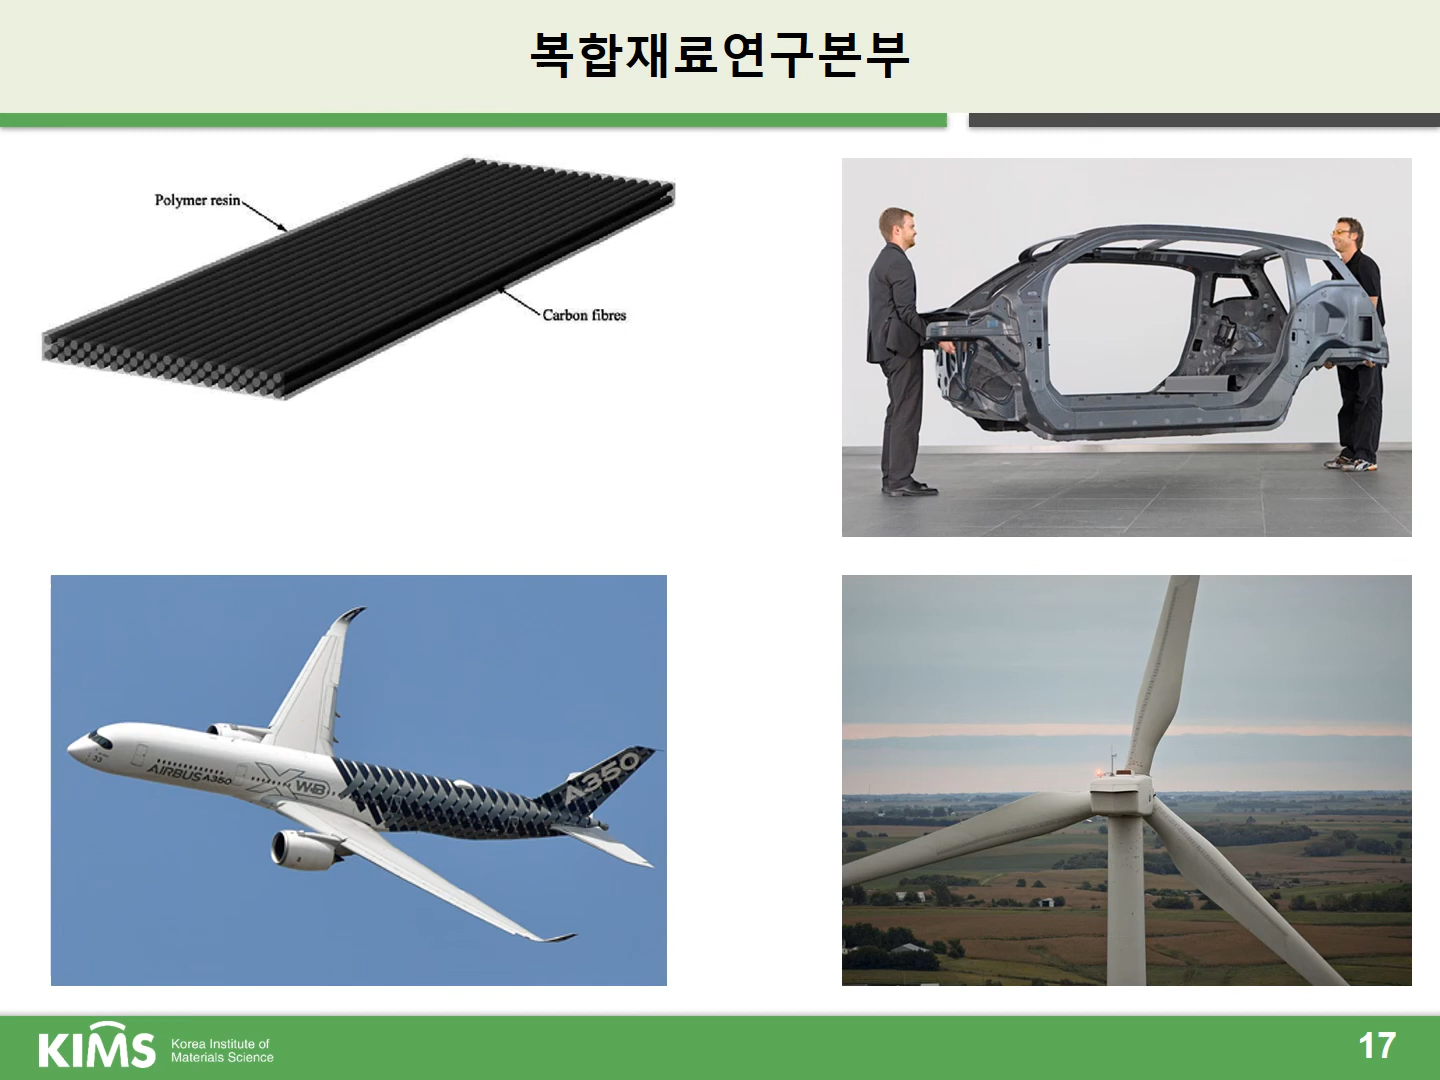 복합재료연구본부
Polymer resin
Carbon fibres
AIRBUS A350
XWB
A350
KIMS
Korea Institute of
Materials Science
17